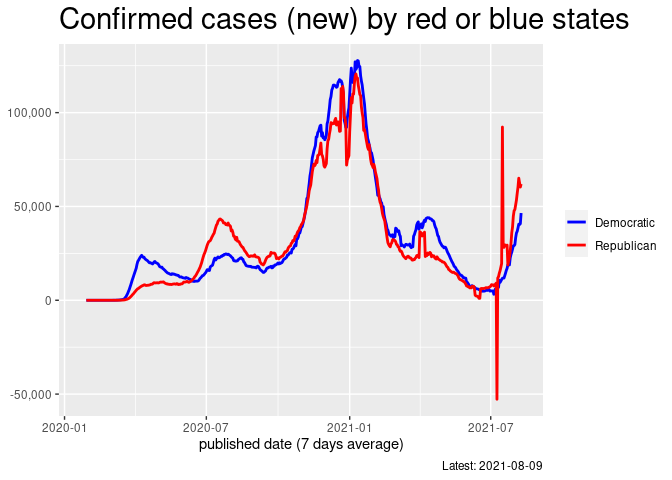 Confirmed cases (new) by red or blue states
100,000
50,000
0
-50,000
2020-01
2020-07
2021-01
2021-07
published date (7 days average)
Democratic
Republican
Latest: 2021-08-09